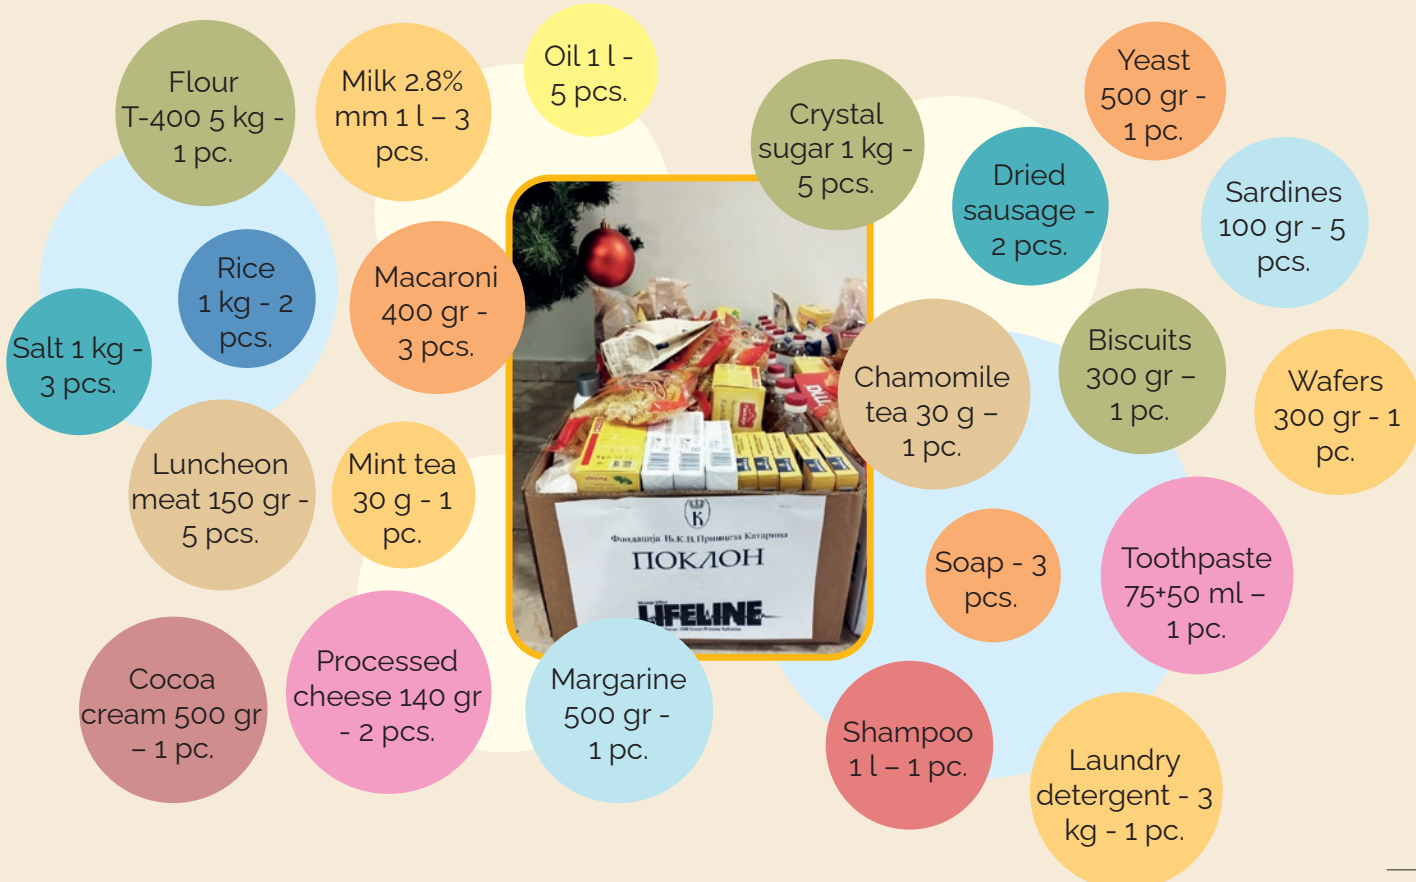 Flour
T-400 5 kg -
1 pc.
Milk 2.8%
mm 1 l – 3
pcs.
Oil 1 l -
5 pcs.
Crystal
sugar 1 kg -
5 pcs.
Yeast
500 gr -
1 pc.
Dried
sausage -
2 pcs.
Sardines
100 gr - 5
pcs.
Rice
1 kg - 2
pcs.
Macaroni
400 gr -
3 pcs.
Salt 1 kg -
3 pcs.
Chamomile
tea 30 g –
1 pc.
Biscuits
300 gr –
1 pc.
Wafers
300 gr - 1
pc.
Luncheon
meat 150 gr -
5 pcs.
Mint tea
30 g - 1
pc.
К
Фондација Њ.К.В. Принцеза Катарина
ПОКЛОН
LIFELINE
Soap - 3
pcs.
Toothpaste
75+50 ml –
1 pc.
Cocoa
cream 500 gr
– 1 pc.
Processed
cheese 140 gr
- 2 pcs.
Margarine
500 gr -
1 pc.
Shampoo
1 l – 1 pc.
Laundry
detergent - 3
kg - 1 pc.